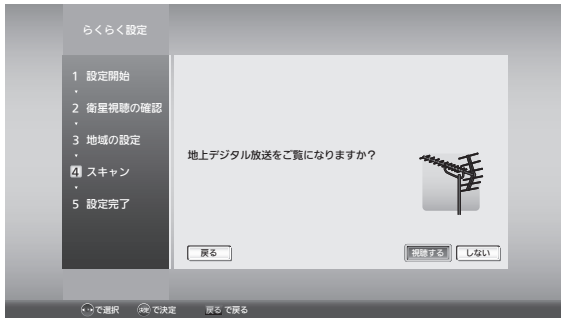 らくらく設定
1 設定開始
2 衛星視聴の確認
3 地域の設定
4 スキャン
5 設定完了
地上デジタル放送をご覧になりますか?
戻る
視聴する
しない
で選択 決定 で決定 戻る で戻る